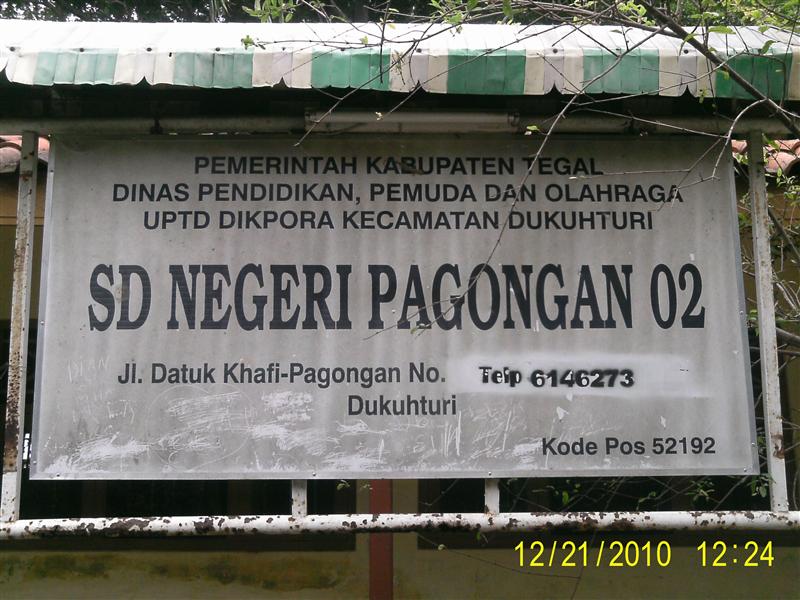 PEMERINTAH KABUPATEN TEGAL
DINAS PENDIDIKAN, PEMUDA DAN OLAHRAGA
UPTD DIKPORA KECAMATAN DUKUHTURI
SD NEGERI PAGONGAN 02
Jl. Datuk Khafi-Pagongan No. Telp 6146273
Dukuhturi
Kode Pos 52192
12/21/2010 12:24